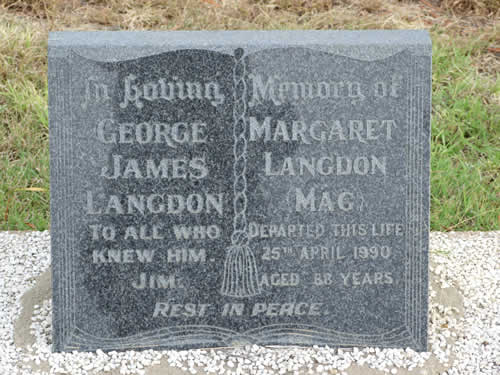 In Loving Memory of
GEORGE
JAMES
LANGDON
TO ALL WHO
KNEW HIM.
JIM.
MARGARET
LANGDON
(MAG)
DEPARTED THIS LIFE
25TH APRIL 1990
AGED 88 YEARS
REST IN PEACE.